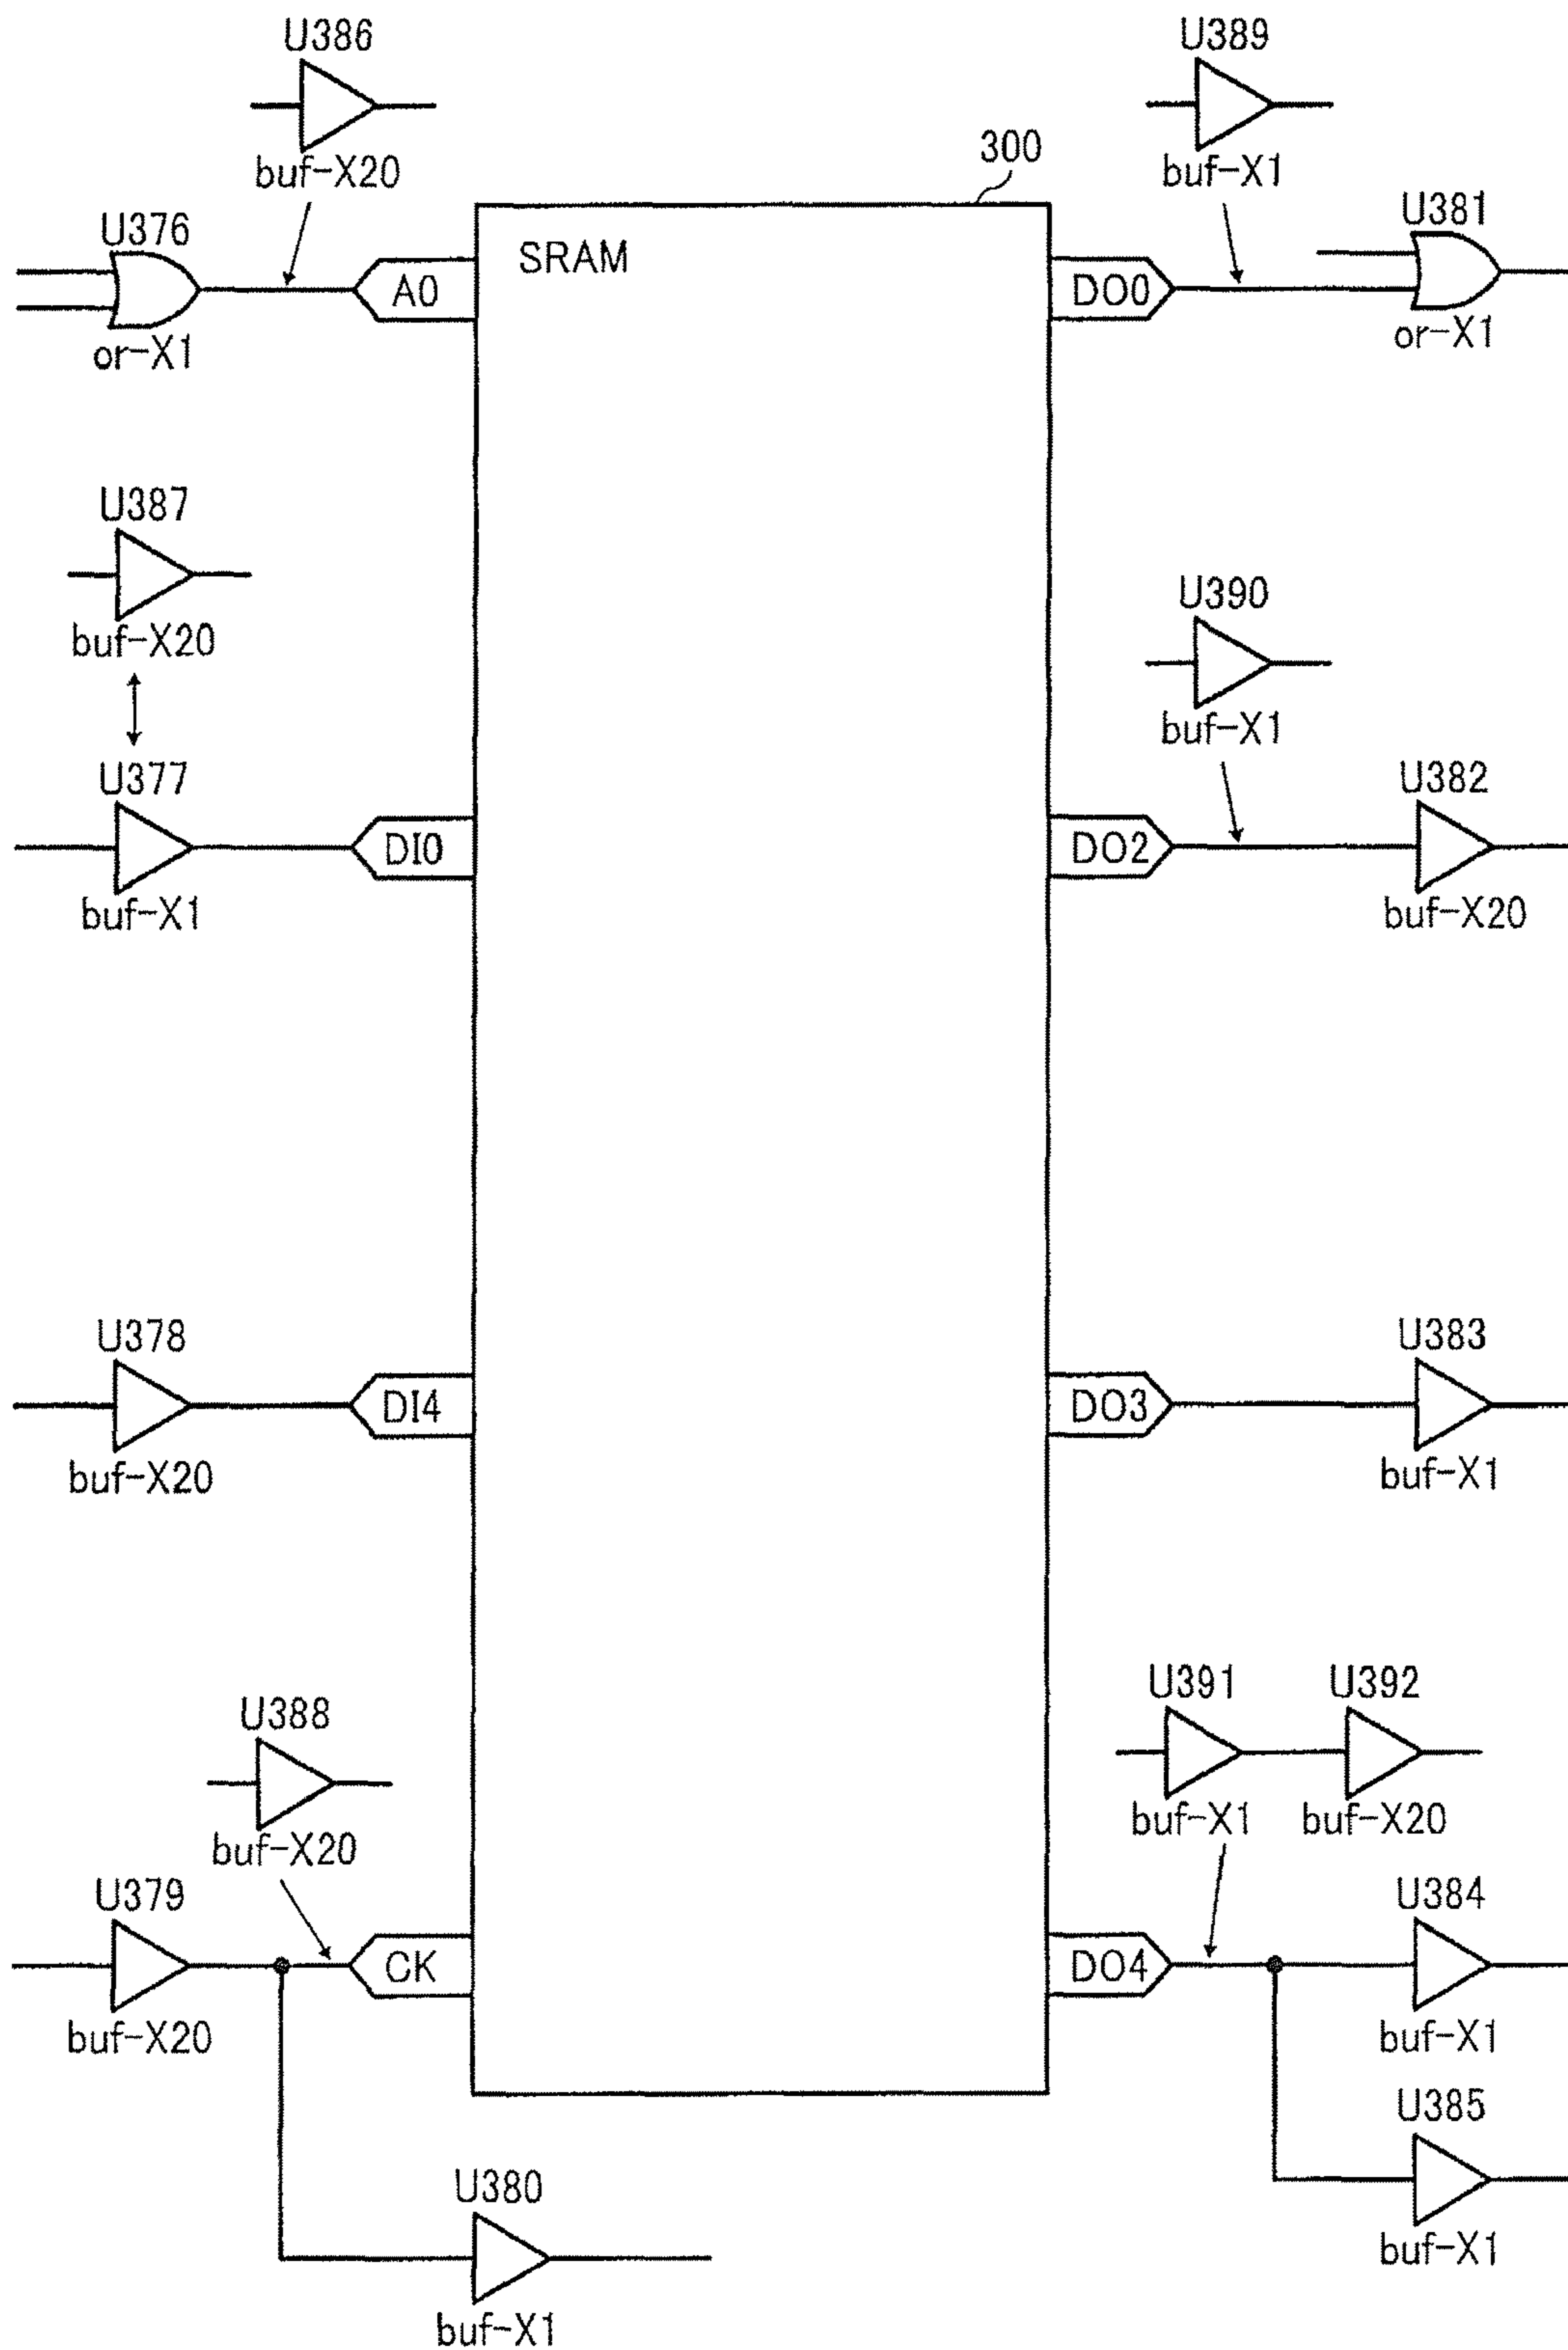 U386
buf-X20
U389
buf-X1
300
U376
or-X1
A0
SRAM
DO0
U381
or-X1
U387
buf-X20
U377
buf-X1
DI0
U390
buf-X1
DO2
U382
buf-X20
U378
buf-X20
DI4
DO3
U383
buf-X1
U388
buf-X20
U379
buf-X20
CK
U391
buf-X1
U392
buf-X20
DO4
U384
buf-X1
U385
buf-X1
U380
buf-X1